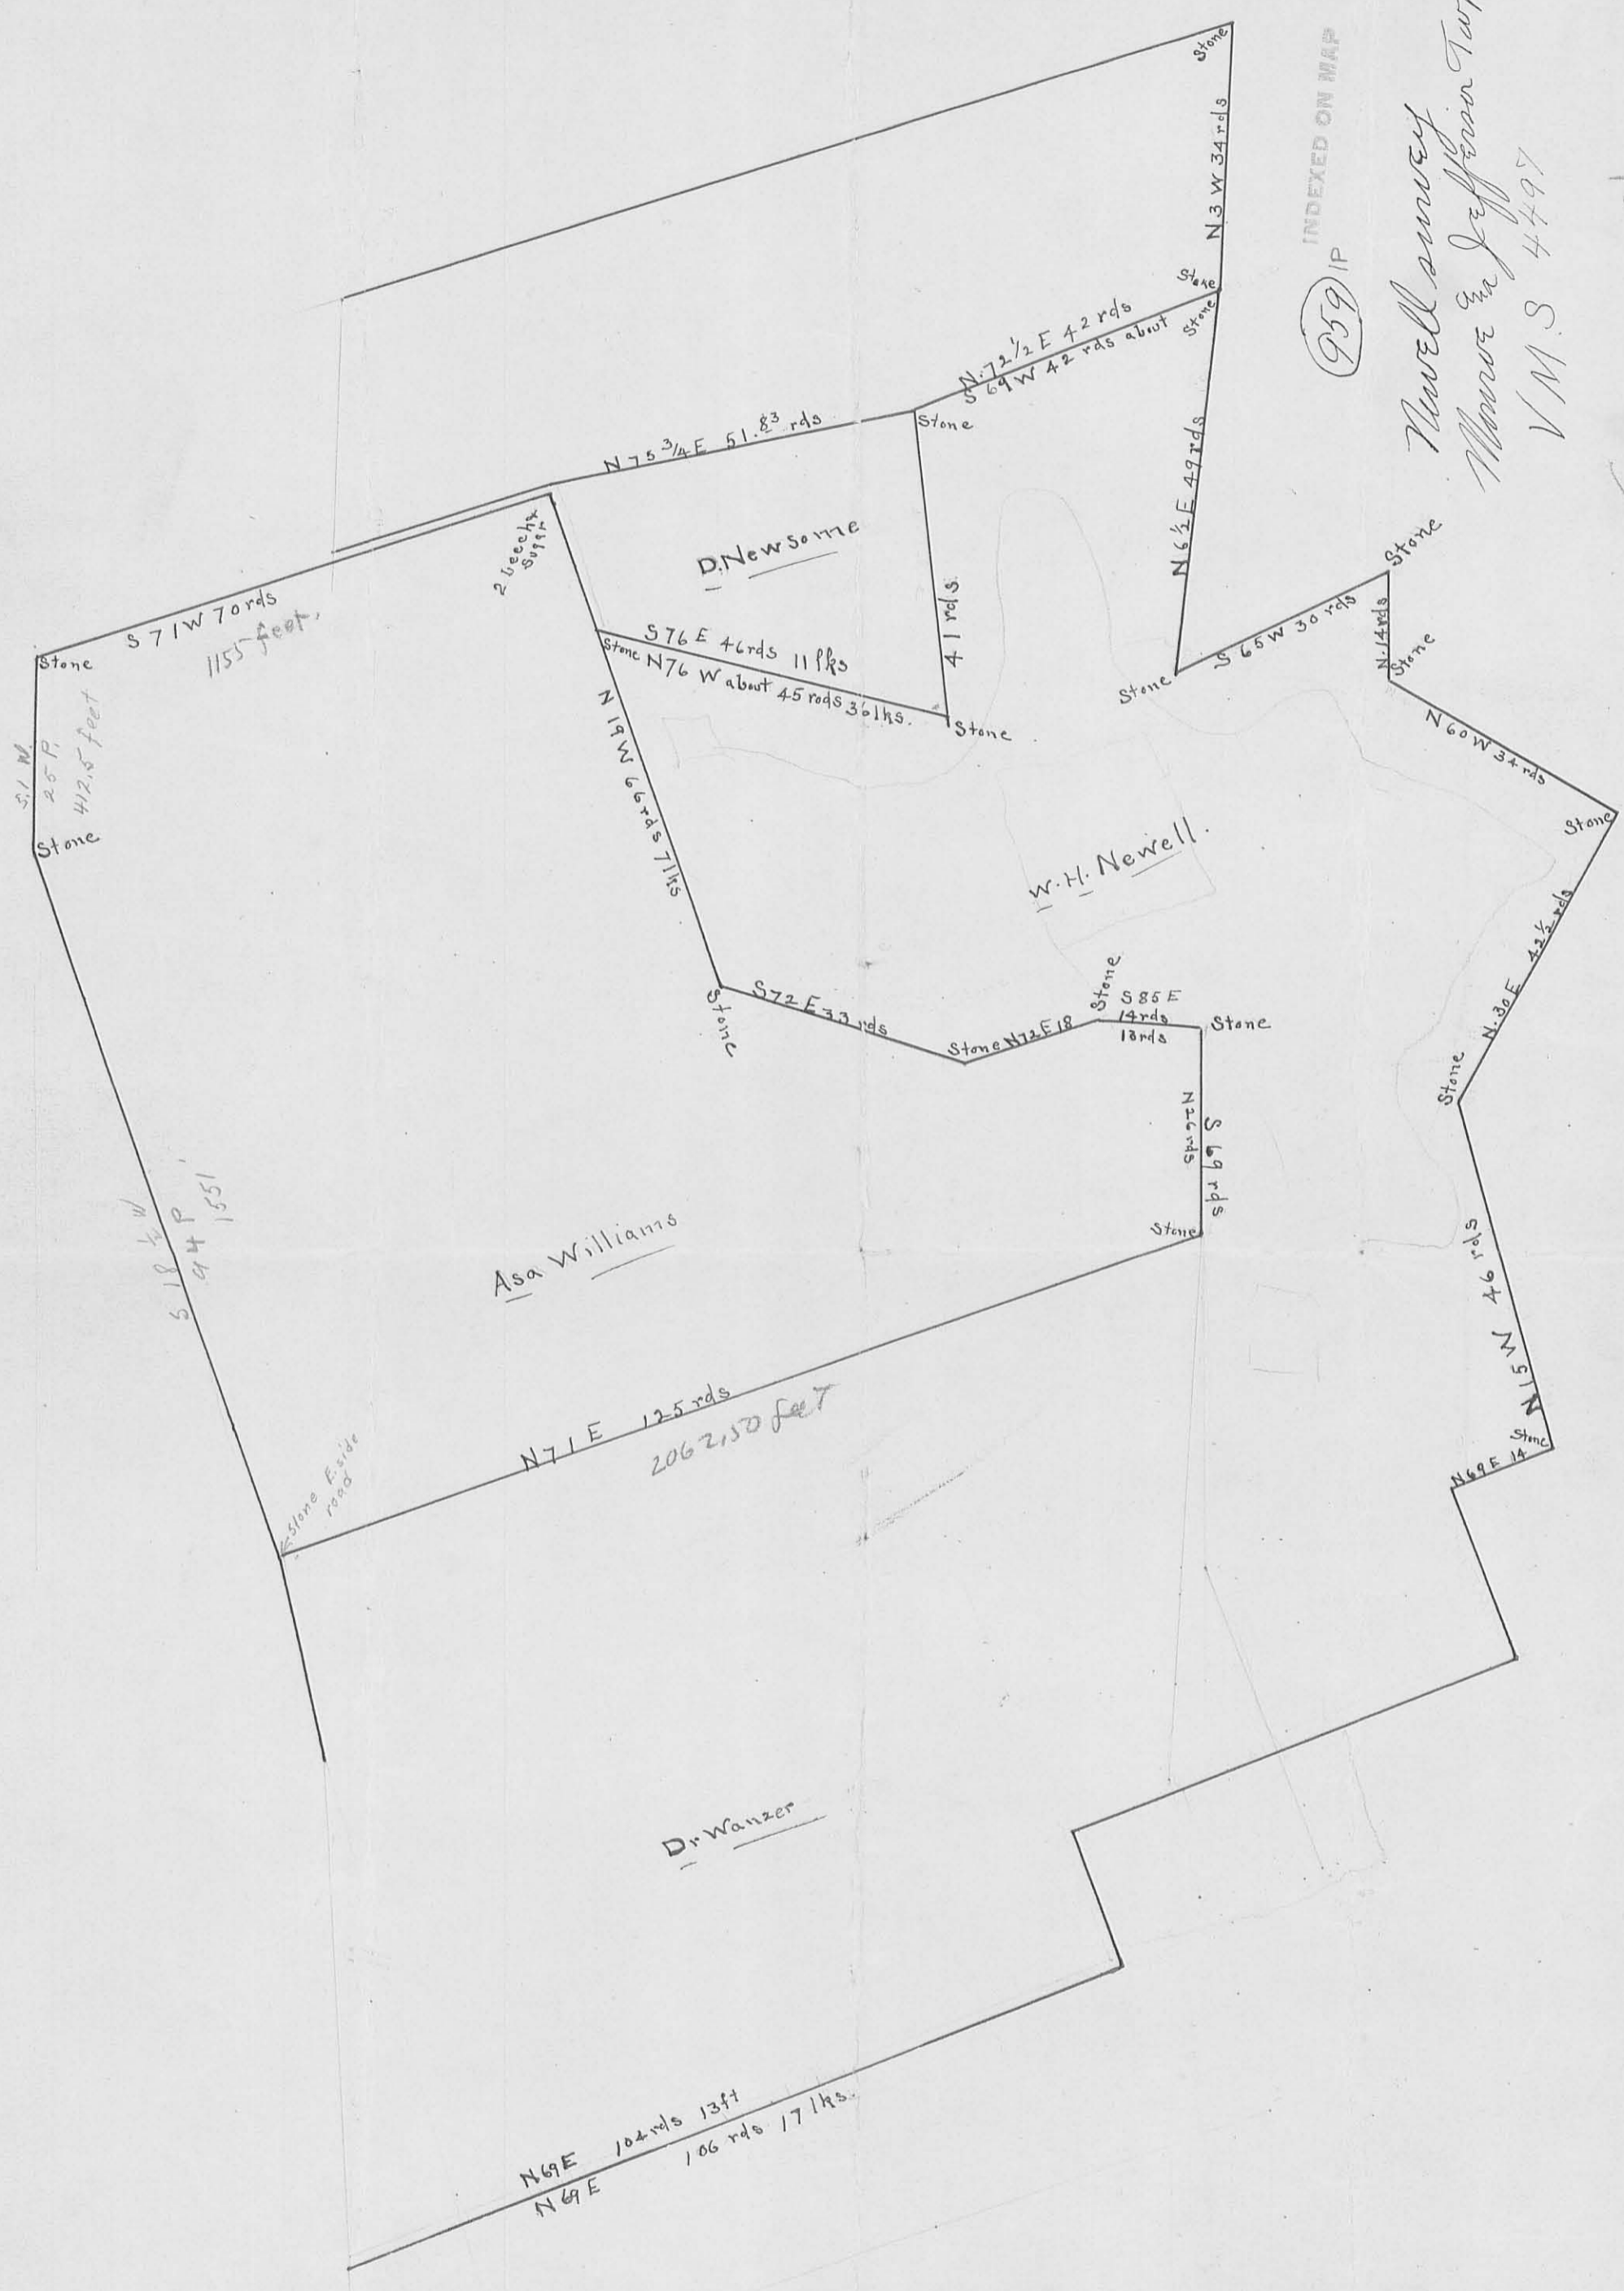 Stone
N 3 W 34 rds
INDEXED ON MAP
959 IP
Newell survey
Monroe & Jefferson Twp
V.M.S 4497
Stone
Stone
N. 72 1/2 E 42 rds
S 69 W 42 rds about
Stone
N 75 3/4 E 51.83 rds
N 6 1/2 E 49 rds
2 beech &
Sugar
D. Newsome
41 rds.
S 71 W 70 rds
1155 feet.
Stone
S 76 E 46 rds 11 lks
Stone
N 76 W about 45 rods 36 lks.
Stone
Stone
S 65 W 30 rds
Stone
N. 14 rds
Stone
N 60 W 34 rds
Stone
S. 1 W.
25 P.
412.5 feet
Stone
N 19 W 66 rds 7 lks
W. H. Newell.
N. 30 E 42 1/2 rds
Stone
Stone
S 72 E 33 rds
Stone
N 72 E 18
Stone
S 85 E
14 rds
13 rds
Stone
N 26 rds
S 69 rds
Stone
S 18 1/2 W
94 P
1551'
Asa Williams
N 15 W 46 rds
Stone
N 69 E 14
N 71 E 125 rds
2062,50 feet
Stone E. side
road
Dr Wanzer
N 69 E 104 rds 13 ft
N 69 E 106 rds 17 lks.